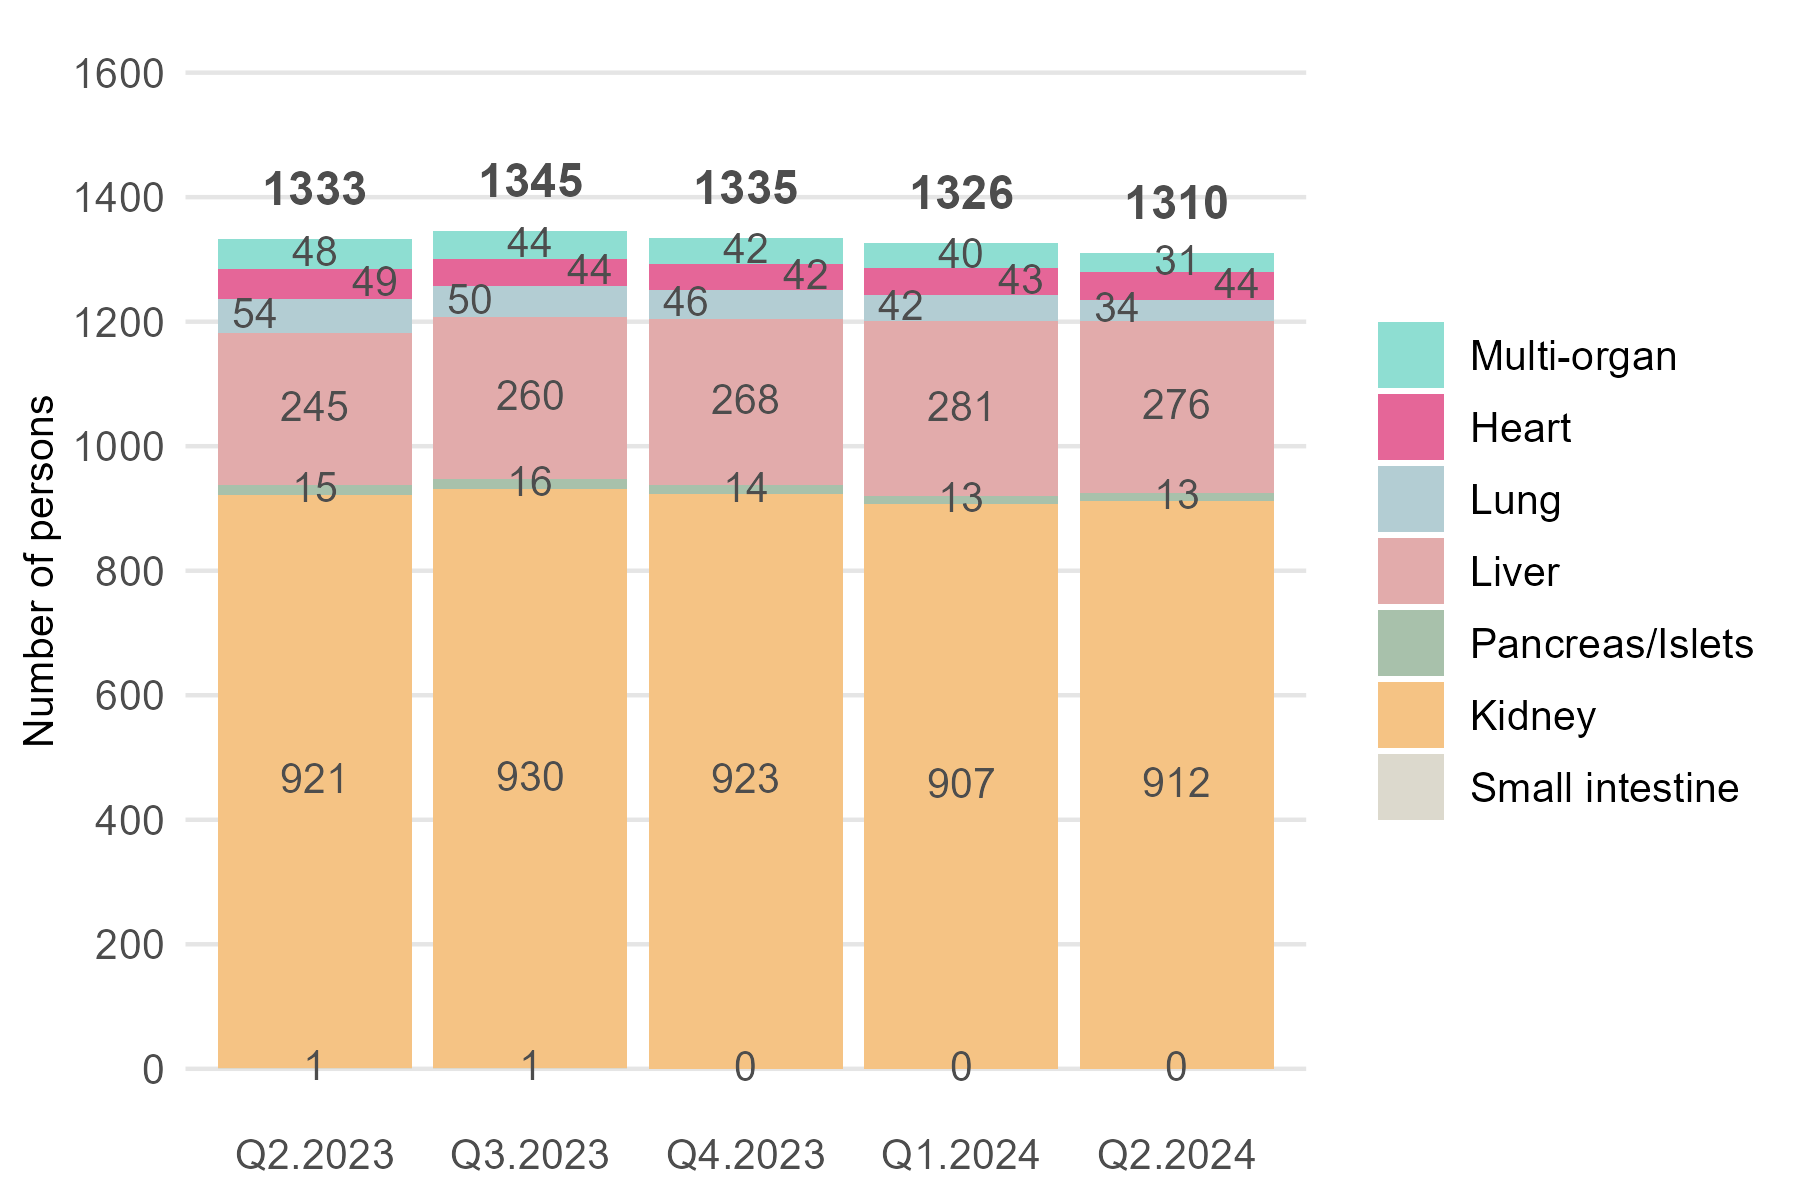 1600
1400
1200
1000
800
600
400
200
0
Number of persons
1333 1345 1335 1326 1310
48 44 42 40 31
49 44 42 43 44
54 50 46 42 34
245 260 268 281 276
15 16 14 13 13
921 930 923 907 912
1 1 0 0 0
Q2.2023 Q3.2023 Q4.2023 Q1.2024 Q2.2024
Multi-organ
Heart
Lung
Liver
Pancreas/Islets
Kidney
Small intestine